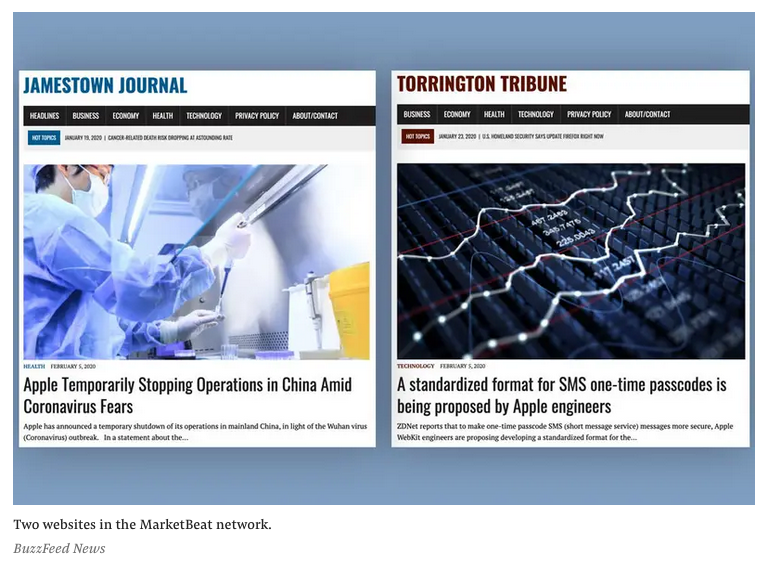 JAMESTOWN JOURNAL
HEADLINES BUSINESS ECONOMY HEALTH TECHNOLOGY PRIVACY POLICY ABOUT/CONTACT
HOT TOPICS JANUARY 19, 2020 | CANCER-RELATED DEATH RISK DROPPING AT ASTOUNDING RATE
HEALTH FEBRUARY 5, 2020
Apple Temporarily Stopping Operations in China Amid
Coronavirus Fears
Apple has announced a temporary shutdown of its operations in mainland China, in light of the Wuhan virus
(Coronavirus) outbreak. In a statement about the...
TORRINGTON TRIBUNE
BUSINESS ECONOMY HEALTH TECHNOLOGY PRIVACY POLICY ABOUT/CONTACT
HOT TOPICS JANUARY 23, 2020 | U.S. HOMELAND SECURITY SAYS UPDATE FIREFOX RIGHT NOW
TECHNOLOGY FEBRUARY 5, 2020
A standardized format for SMS one-time passcodes is
being proposed by Apple engineers
ZDNet reports that to make one-time passcode SMS (short message service) messages more secure, Apple
WebKit engineers are proposing developing a standardized format for the...
Two websites in the MarketBeat network.
BuzzFeed News